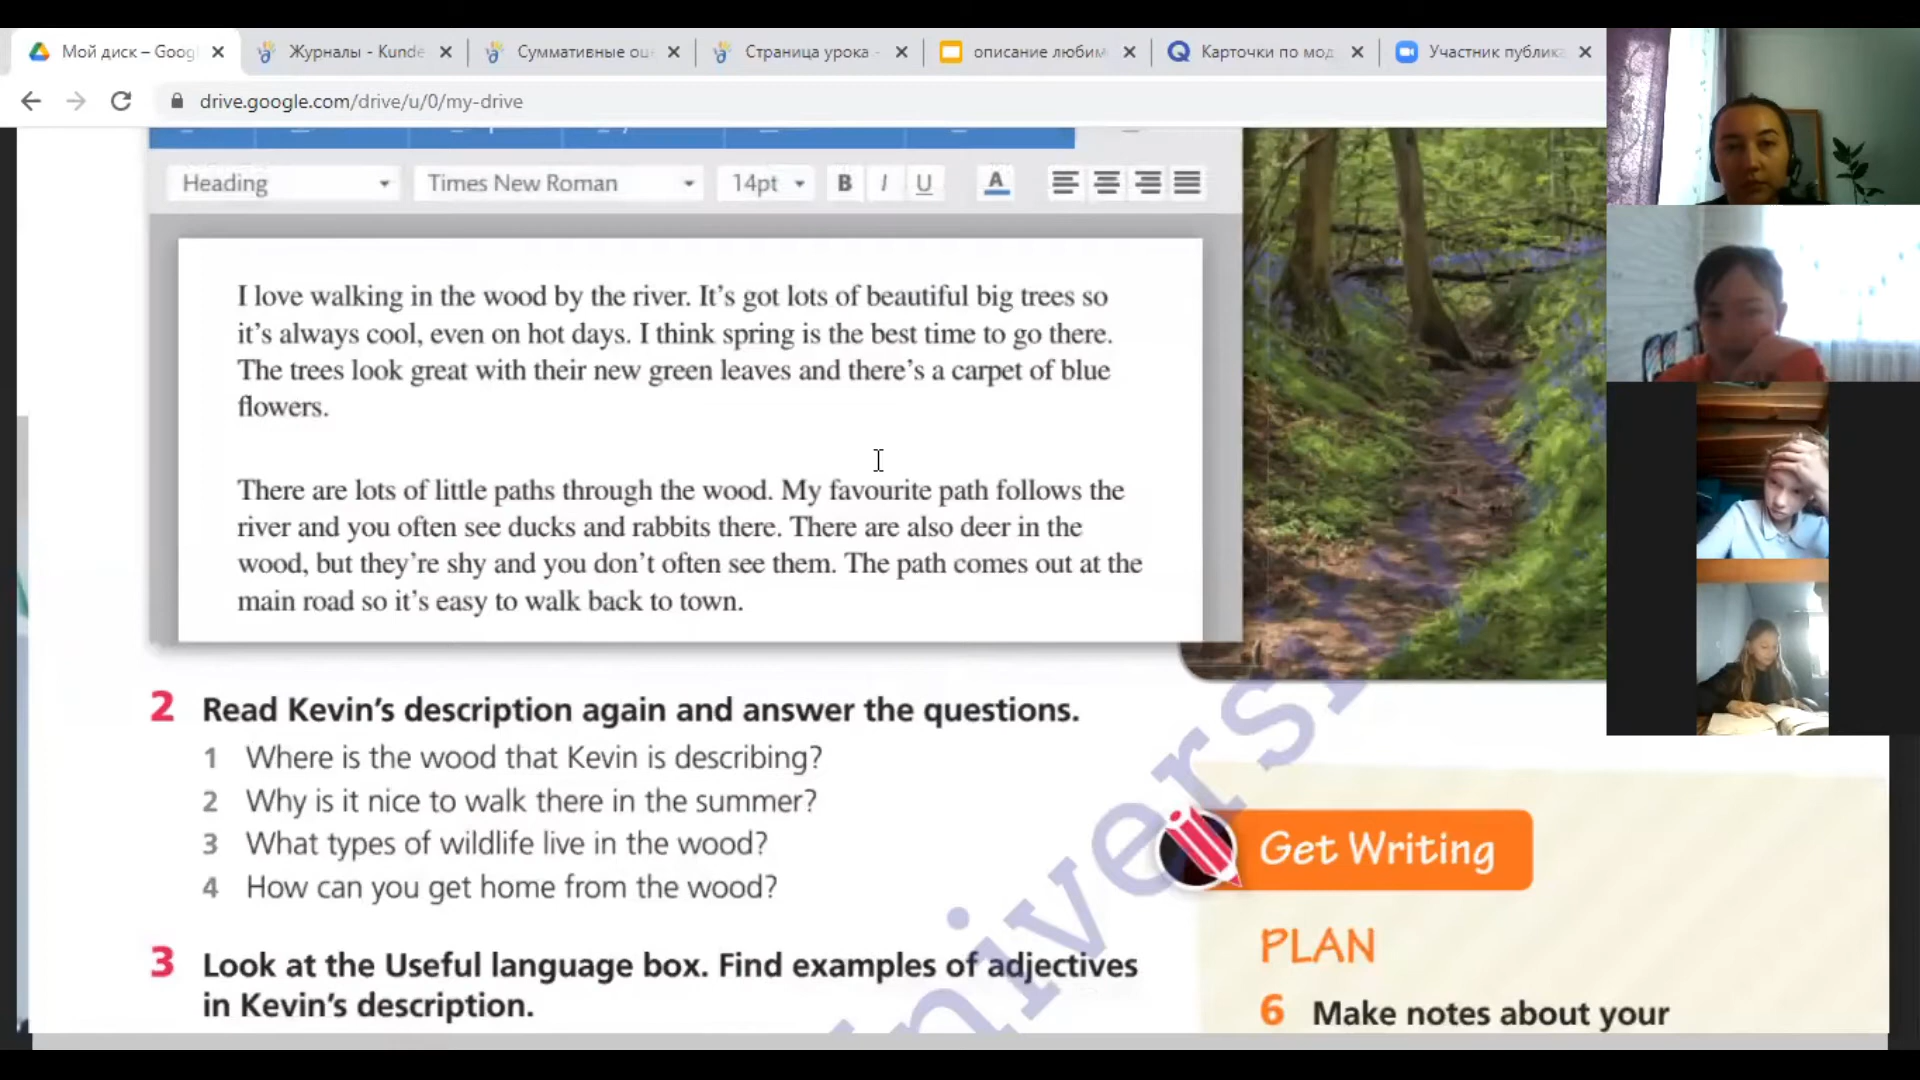 Мой диск – Goog
Журналы - Kunde
Суммативные оц
Страница урока -
описание любим
Карточки по мод
Участник публика
drive.google.com/drive/u/0/my-drive
Heading
Times New Roman
14pt
B
I
U
A
I love walking in the wood by the river. It's got lots of beautiful big trees so
it's always cool, even on hot days. I think spring is the best time to go there.
The trees look great with their new green leaves and there's a carpet of blue
flowers.
There are lots of little paths through the wood. My favourite path follows the
river and you often see ducks and rabbits there. There are also deer in the
wood, but they're shy and you don't often see them. The path comes out at the
main road so it's easy to walk back to town.
2 Read Kevin's description again and answer the questions.
1 Where is the wood that Kevin is describing?
2 Why is it nice to walk there in the summer?
3 What types of wildlife live in the wood?
4 How can you get home from the wood?
3 Look at the Useful language box. Find examples of adjectives
in Kevin's description.
Get Writing
PLAN
6 Make notes about your